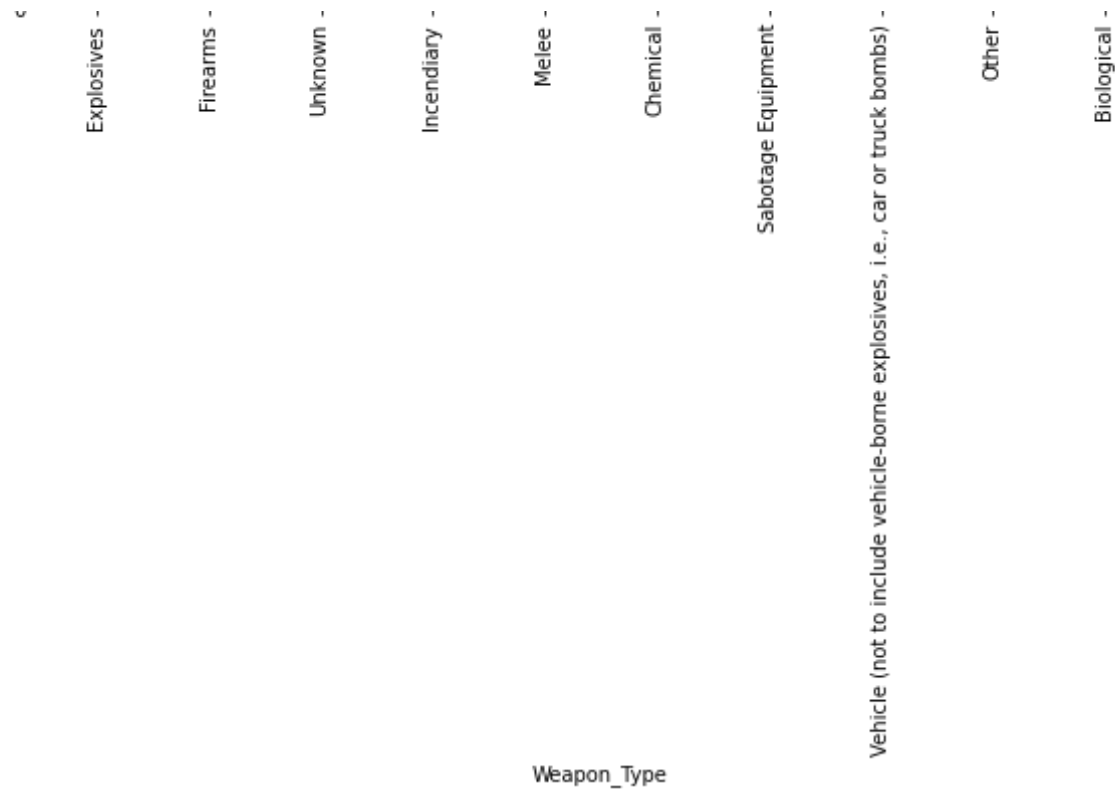 Explosives
Firearms
Unknown
Incendiary
Melee
Chemical
Sabotage Equipment
Vehicle (not to include vehicle-borne explosives, i.e., car or truck bombs)
Other
Biological
Weapon_Type